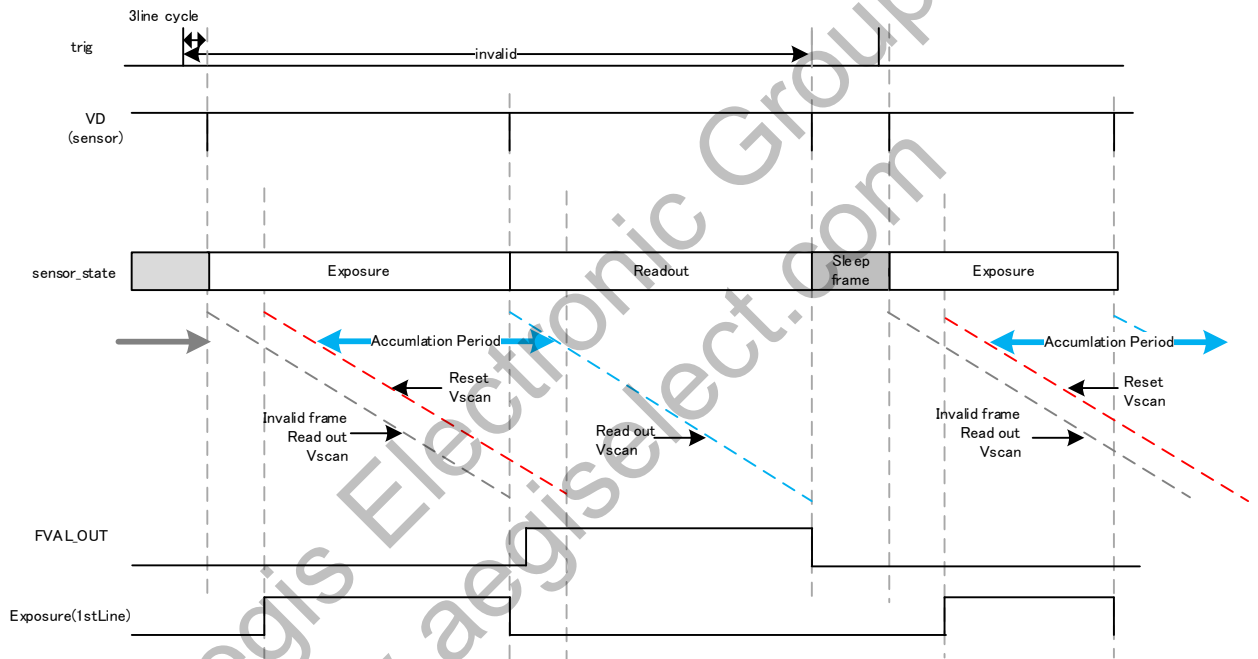 3line cycle
trig
invalid
VD
(sensor)
sensor_state
Exposure
Readout
Sleep
frame
Exposure
Accumlation Period
Accumlation Period
Reset
Vscan
Reset
Vscan
Invalid frame
Read out
Vscan
Read out
Vscan
Invalid frame
Read out
Vscan
FVAL_OUT
Exposure(1stLine)
egis Electronic Group
aegiselect.com